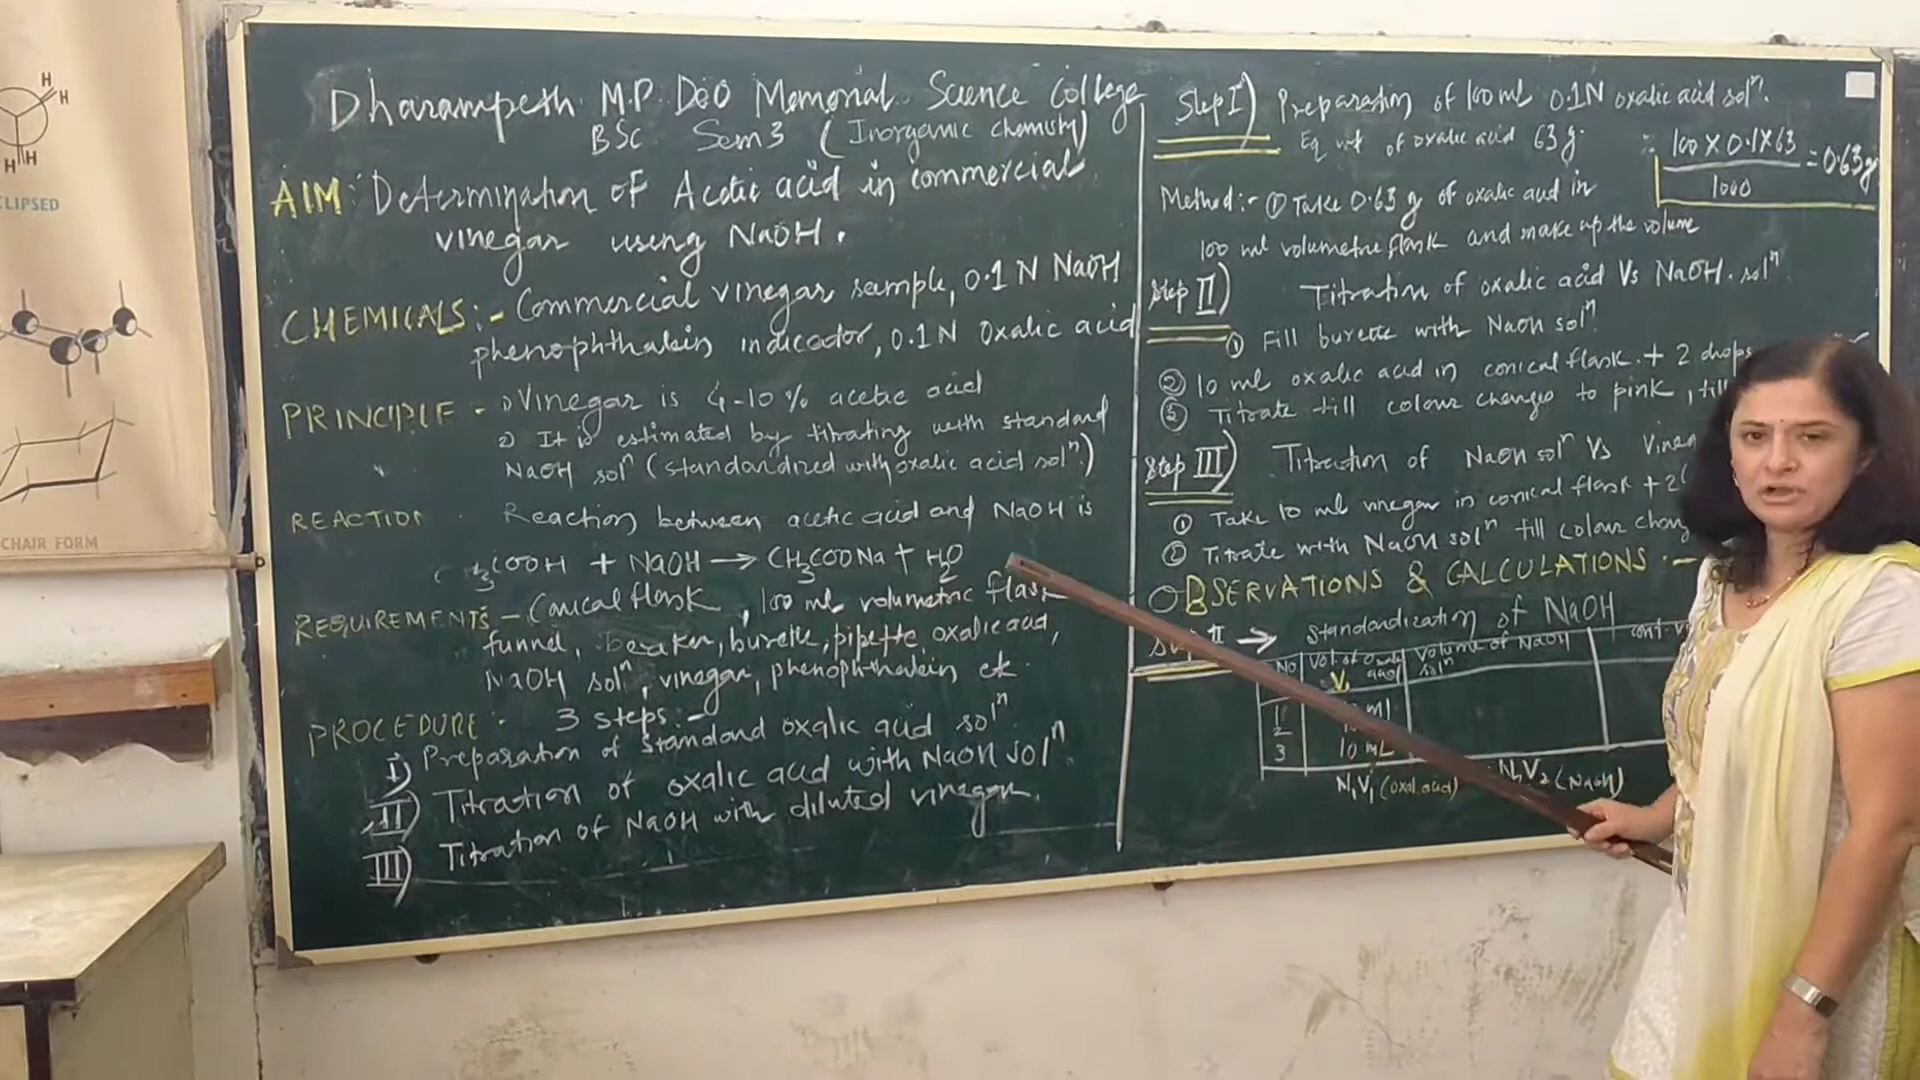 H
H
H
H
CLIPSED
CHAIR FORM
Dharampeth M.P. Deo Memorial Science College
BSc Sem 3 (Inorganic Chemistry)
AIM: Determination of Acetic acid in commercial
vinegar using NaOH.
CHEMICALS:- Commercial vinegar sample, 0.1 N NaOH
phenophthalein indicator, 0.1N Oxalic acid
PRINCIPLE - 1) Vinegar is 4-10% acetic acid
2) It is estimated by titrating with standard
NaOH solⁿ (standardized with oxalic acid solⁿ)
REACTION Reaction between acetic acid and NaOH is
CH₃COOH + NaOH → CH₃COONa + H₂O
REQUIREMENTS - Conical flask, 100 ml volumetric flask
funnel, beaker, burette, pipette, oxalic acid,
NaOH solⁿ, vinegar, phenophthalein etc.
PROCEDURE:- 3 steps:-
I) Preparation of standard oxalic acid solⁿ
II) Titration of oxalic acid with NaOH solⁿ
III) Titration of NaOH with diluted vinegar.
Step I) Preparation of 100 ml 0.1N oxalic acid solⁿ.
Eq wt of oxalic acid 63 g.
∴ 100 x 0.1 x 63 / 1000 = 0.63g
Method:- ① Take 0.63 g of oxalic acid in
100 ml volumetric flask and make up the volume
Step II) Titration of oxalic acid Vs NaOH solⁿ
① Fill burette with NaOH solⁿ
② 10 ml oxalic acid in conical flask + 2 drops
③ Titrate till colour changes to pink, till
Step III) Titration of NaOH solⁿ Vs Vineg
① Take 10 ml vinegar in conical flask + 2
② Titrate with NaOH solⁿ till colour chan
OBSERVATIONS & CALCULATIONS:-
II → Standardization of NaOH
No Vol. of Oxalic acid V₁ Volume of NaOH solⁿ
1 ml
2
3 10 mL
N₁V₁ (oxal. acid) N₂V₂ (NaOH)